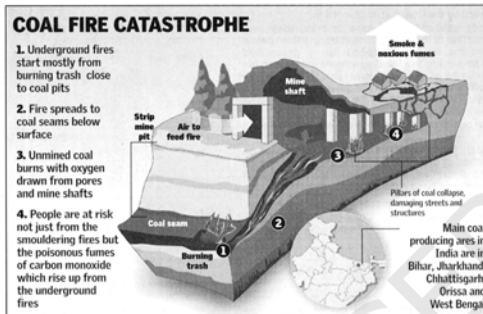 COAL FIRE CATASTROPHE
1. Underground fires
start mostly from
burning trash close
to coal pits
2. Fire spreads to
coal seams below
surface
3. Unmined coal
burns with oxygen
drawn from pores
and mine shafts
4. People are at risk
not just from the
smouldering fires but
the poisonous fumes
of carbon monoxide
which rise up from
the underground
fires
Smoke &
noxious fumes
Mine
shaft
Strip
mine
pit
Air to
feed fire
4
3
Pillars of coal collapse,
damaging streets and
structures
Coal seam
2
1
Burning
trash
Main coal
producing ares in
India are in
Bihar, Jharkhand
Chhattisgarh
Orissa and
West Benga